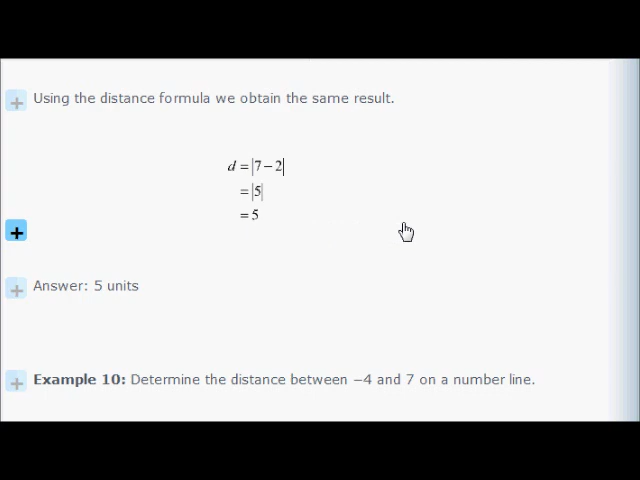 Using the distance formula we obtain the same result.
d = |7 − 2|
= |5|
= 5
Answer: 5 units
Example 10: Determine the distance between −4 and 7 on a number line.